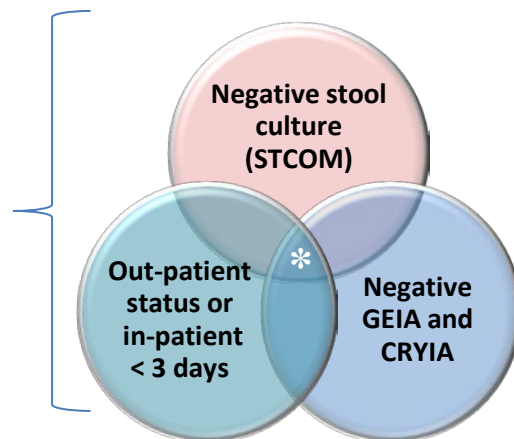 Negative stool
culture
(STCOM)
*
Out-patient
status or
in-patient
< 3 days
Negative
GEIA and
CRYIA